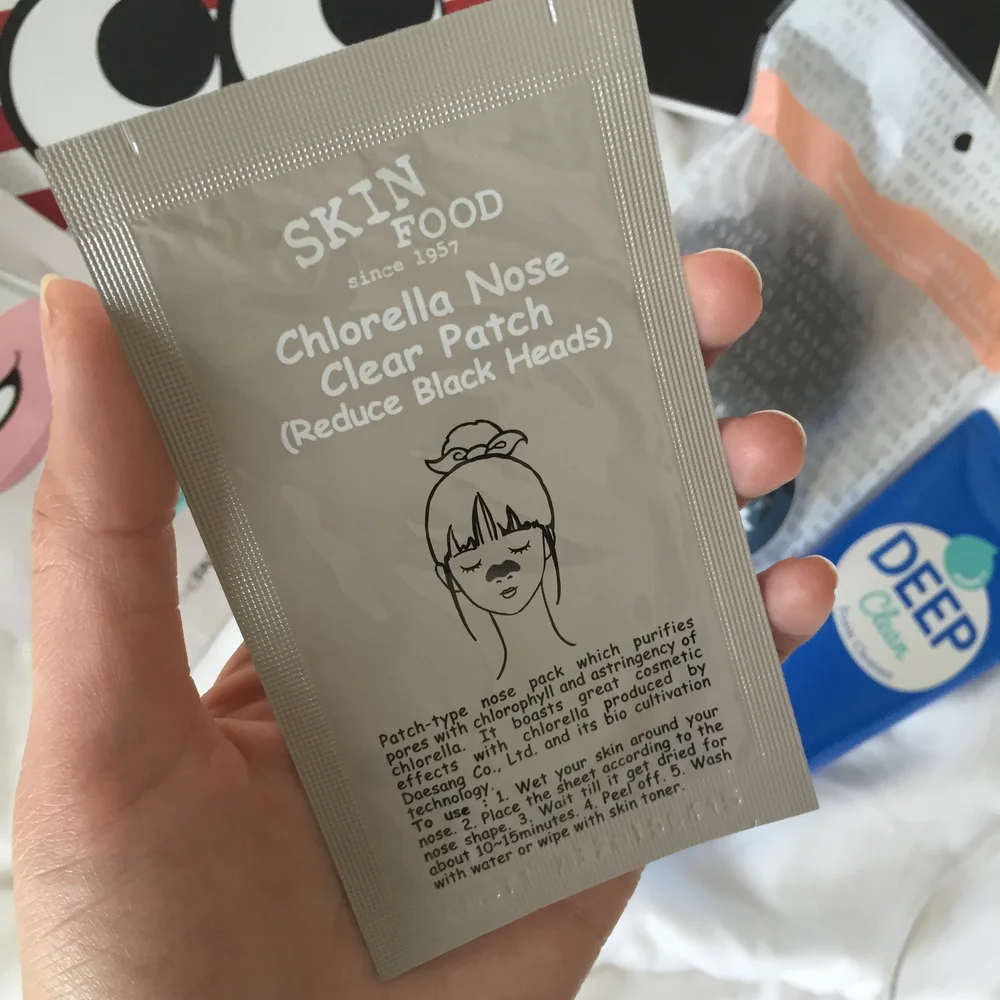 SKIN
FOOD
since 1957
Chlorella Nose
Clear Patch
(Reduce Black Heads)
Patch-type nose pack which purifies
pores with chlorophyll and astringency of
chlorella. It boasts great cosmetic
effects with chlorella produced by
Daesang Co., Ltd. and its bio cultivation
technology.
To use : 1. Wet your skin around your
nose. 2. Place the sheet according to the
nose shape. 3. Wait till it get dried for
about 10~15minutes. 4. Peel off. 5. Wash
with water or wipe with skin toner.
DEEP
Clean